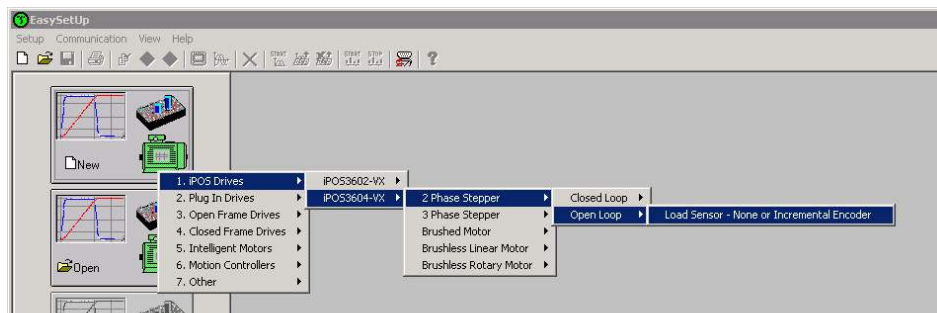 EasySetUp
Setup Communication View Help
START START STOP ?
New
Open
1. iPOS Drives
2. Plug In Drives
3. Open Frame Drives
4. Closed Frame Drives
5. Intelligent Motors
6. Motion Controllers
7. Other
iPOS3602-VX
iPOS3604-VX
2 Phase Stepper
3 Phase Stepper
Brushed Motor
Brushless Linear Motor
Brushless Rotary Motor
Closed Loop
Open Loop
Load Sensor - None or Incremental Encoder